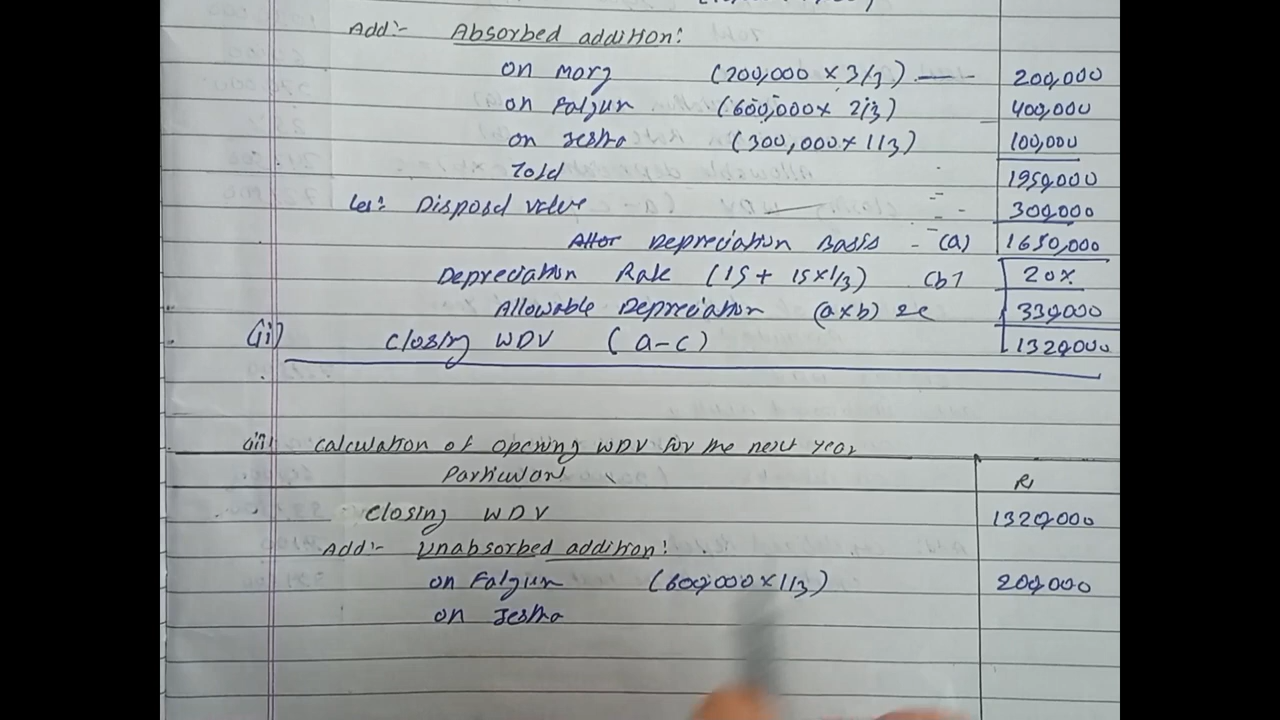 Add:- Absorbed addition:
on Morg (200,000 × 3/3) 200,000
on Falgun (600,000 × 2/3) 400,000
on Jestha (300,000 × 1/3) 100,000
Total 1950,000
Les: Disposal value 300,000
Depreciation Basis - (a) 1650,000
Depreciation Rate (15 + 15×1/3) (b) 20%
Allowable Depreciation (a×b) = c 330,000
(ii) closing WDV (a-c) 1320,000
(iii) calculation of opening WDV for the next year
Particulars Rs
closing WDV 1320,000
Add:- Unabsorbed addition:
on Falgun (600,000 × 1/3) 200,000
on Jestha